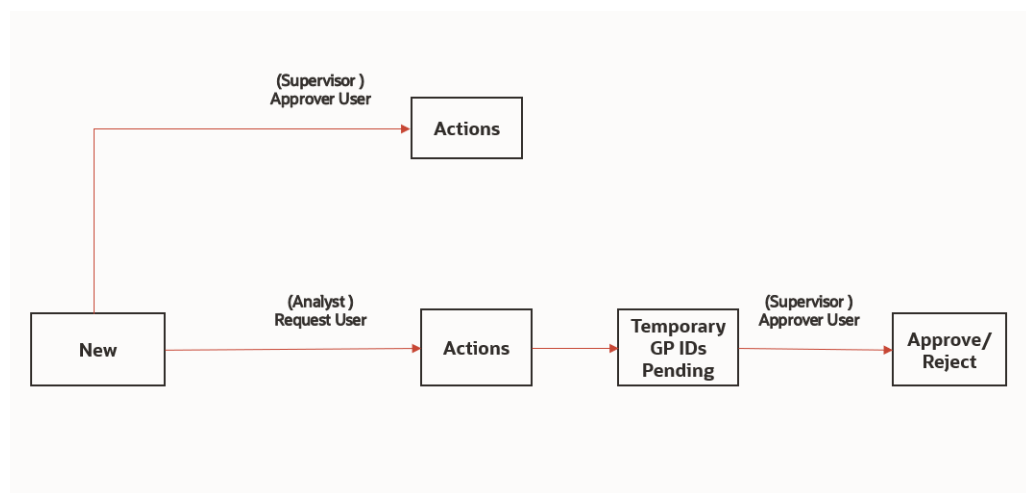 (Supervisor )
Approver User
Actions
(Analyst )
Request User
(Supervisor )
Approver User
New
Actions
Temporary
GP IDs
Pending
Approve/
Reject